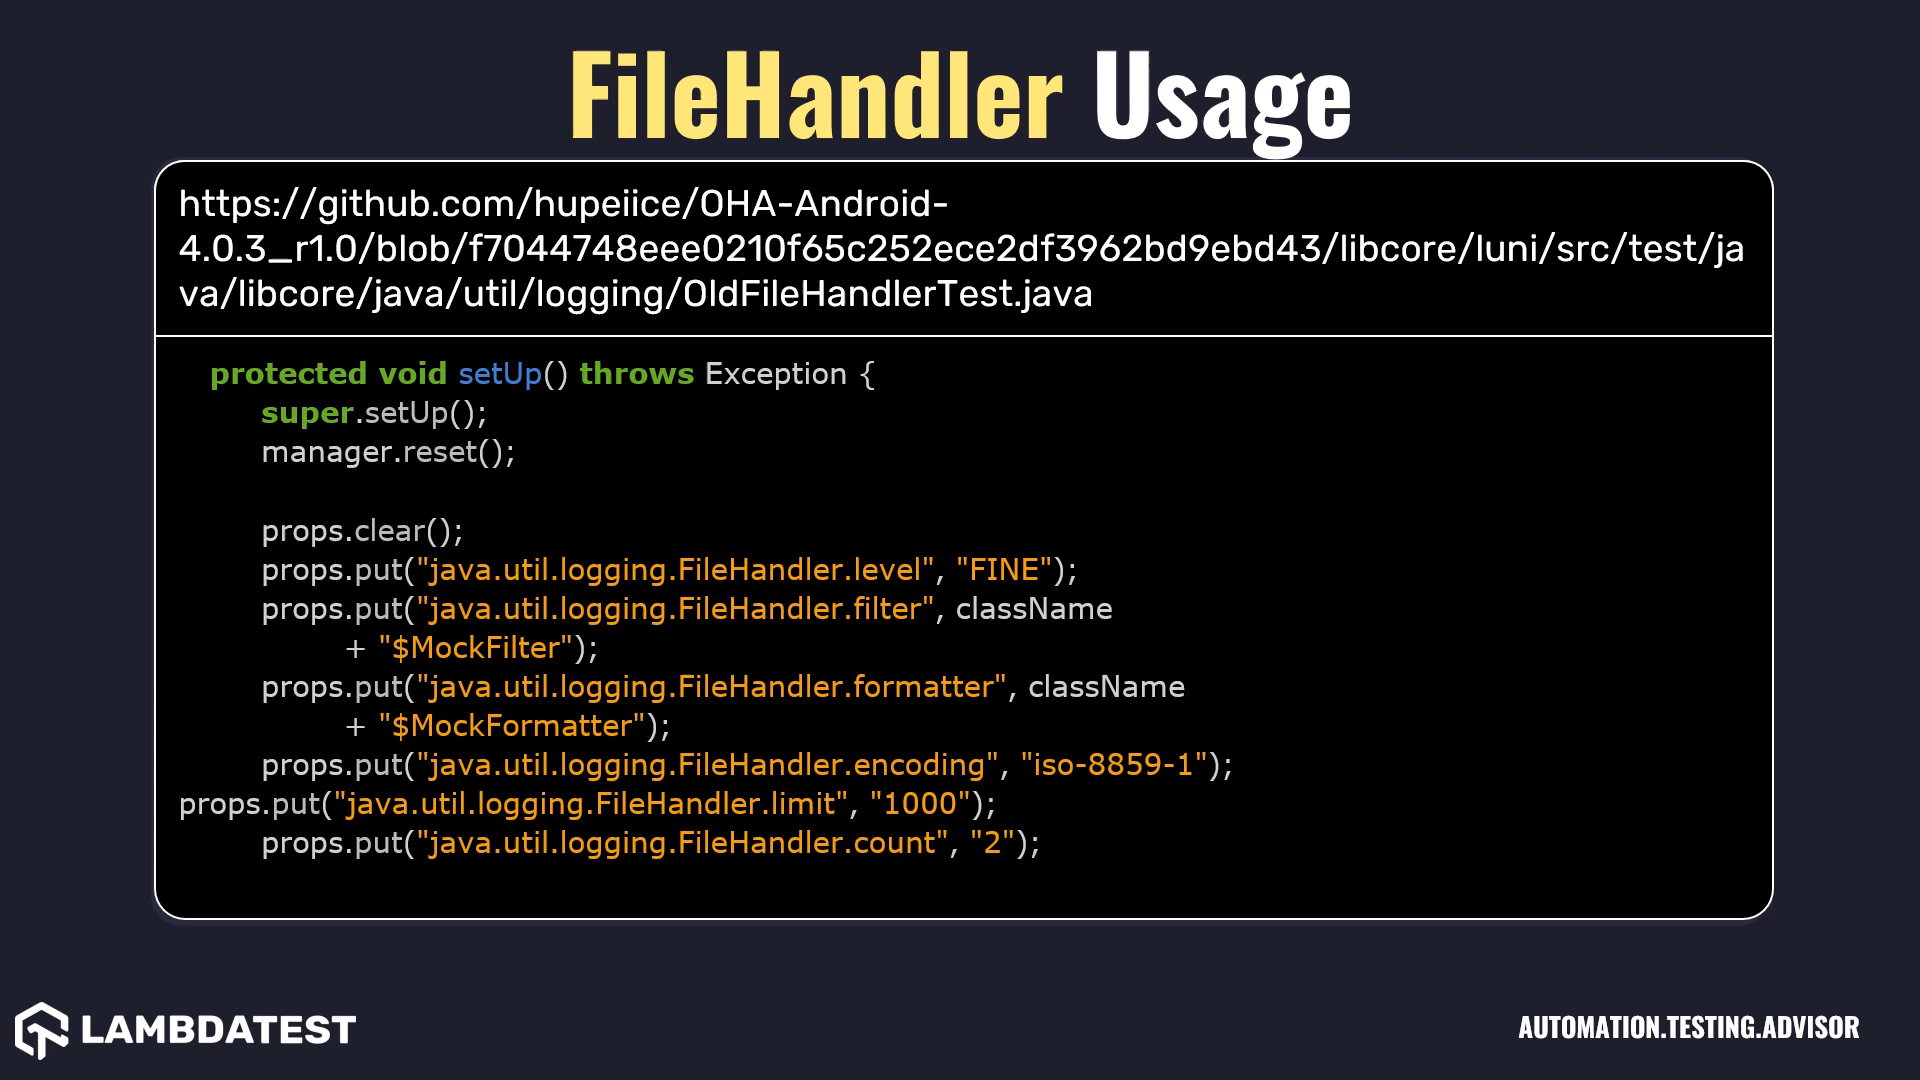 FileHandler Usage
https://github.com/hupeiice/OHA-Android-
4.0.3_r1.0/blob/f7044748eee0210f65c252ece2df3962bd9ebd43/libcore/luni/src/test/ja
va/libcore/java/util/logging/OldFileHandlerTest.java
protected void setUp() throws Exception {
super.setUp();
manager.reset();
props.clear();
props.put("java.util.logging.FileHandler.level", "FINE");
props.put("java.util.logging.FileHandler.filter", className
+ "$MockFilter");
props.put("java.util.logging.FileHandler.formatter", className
+ "$MockFormatter");
props.put("java.util.logging.FileHandler.encoding", "iso-8859-1");
props.put("java.util.logging.FileHandler.limit", "1000");
props.put("java.util.logging.FileHandler.count", "2");
LAMBDATEST
AUTOMATION.TESTING.ADVISOR